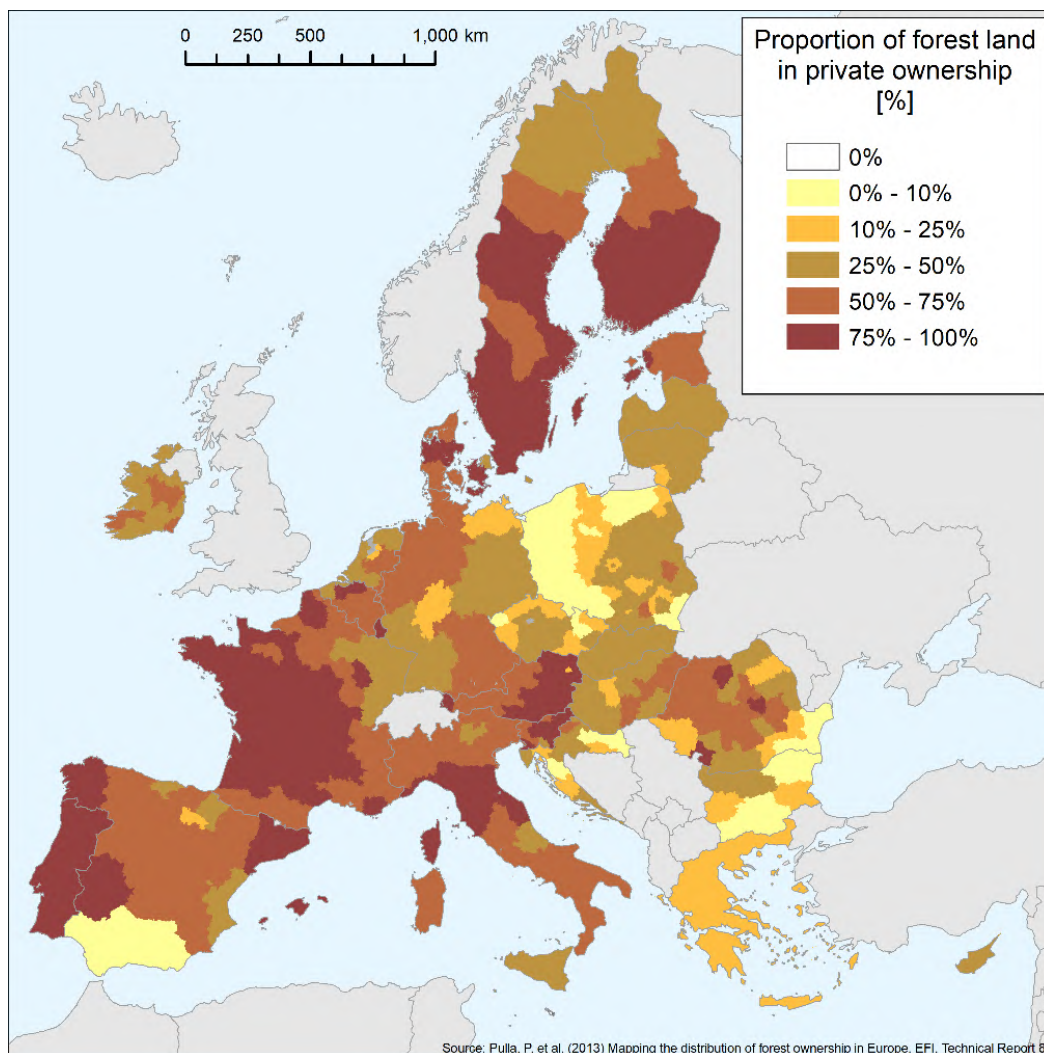 0 250 500 1,000 km
Proportion of forest land
in private ownership
[%]
0%
0% - 10%
10% - 25%
25% - 50%
50% - 75%
75% - 100%
Source: Pulla, P. et al. (2013) Mapping the distribution of forest ownership in Europe. EFI. Technical Report 8